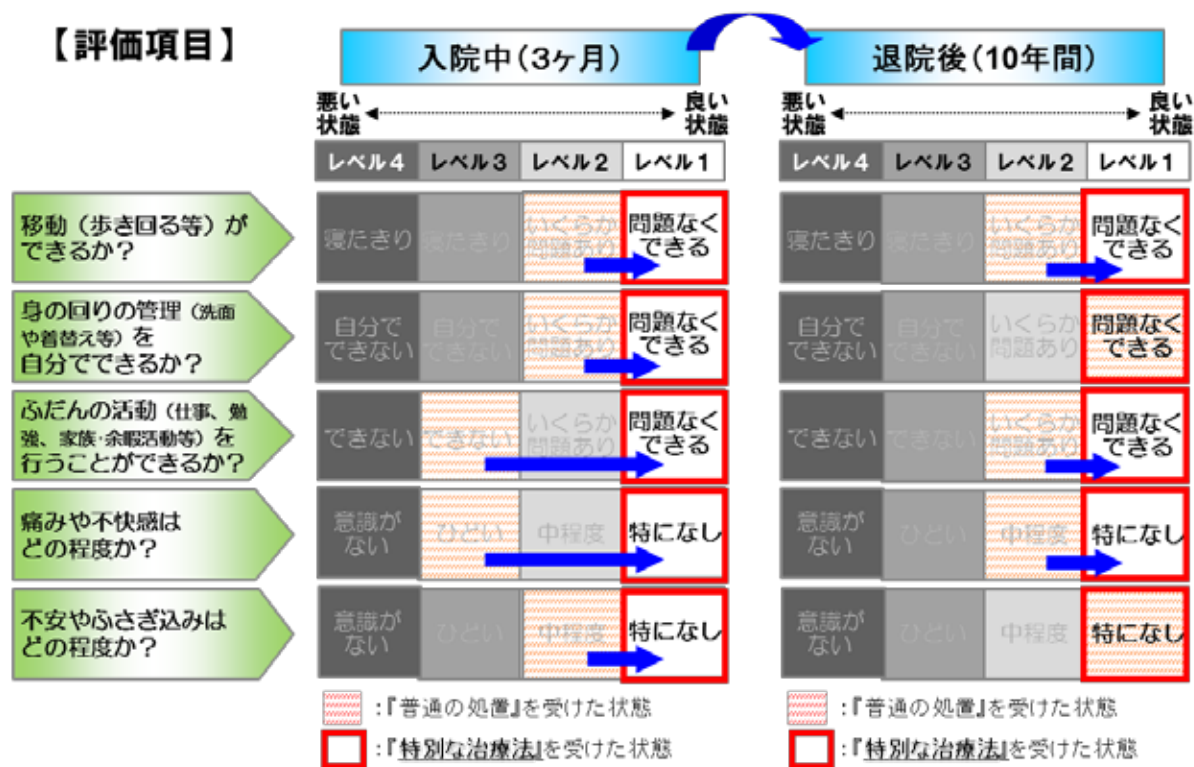 【評価項目】
入院中（3ヶ月）
退院後（10年間）
悪い
状態
良い
状態
悪い
状態
良い
状態
レベル4 レベル3 レベル2 レベル1
レベル4 レベル3 レベル2 レベル1
移動（歩き回る等）が
できるか？
寝たきり
寝たきり
いくらか
問題あり
問題なく
できる
寝たきり
寝たきり
いくらか
問題あり
問題なく
できる
身の回りの管理（洗面
や着替え等）を
自分でできるか？
自分で
できない
自分で
できない
いくらか
問題あり
問題なく
できる
自分で
できない
自分で
できない
いくらか
問題あり
問題なく
できる
ふだんの活動（仕事、勉
強、家族・余暇活動等）を
行うことができるか？
できない
できない
いくらか
問題あり
問題なく
できる
できない
できない
いくらか
問題あり
問題なく
できる
痛みや不快感は
どの程度か？
意識が
ない
ひどい
中程度
特になし
意識が
ない
ひどい
中程度
特になし
不安やふさぎ込みは
どの程度か？
意識が
ない
ひどい
中程度
特になし
意識が
ない
ひどい
中程度
特になし
：『普通の処置』を受けた状態
：『特別な治療法』を受けた状態
：『普通の処置』を受けた状態
：『特別な治療法』を受けた状態